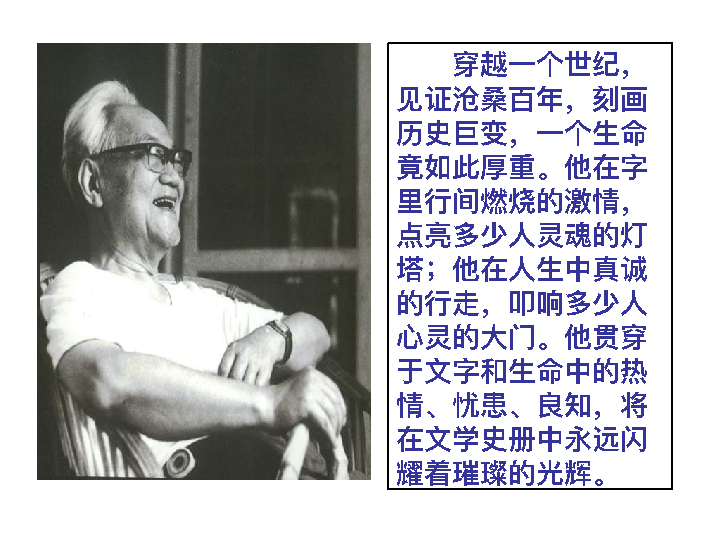 穿越一个世纪，
见证沧桑百年，刻画
历史巨变，一个生命
竟如此厚重。他在字
里行间燃烧的激情，
点亮多少人灵魂的灯
塔；他在人生中真诚
的行走，叩响多少人
心灵的大门。他贯穿
于文字和生命中的热
情、忧患、良知，将
在文学史册中永远闪
耀着璀璨的光辉。